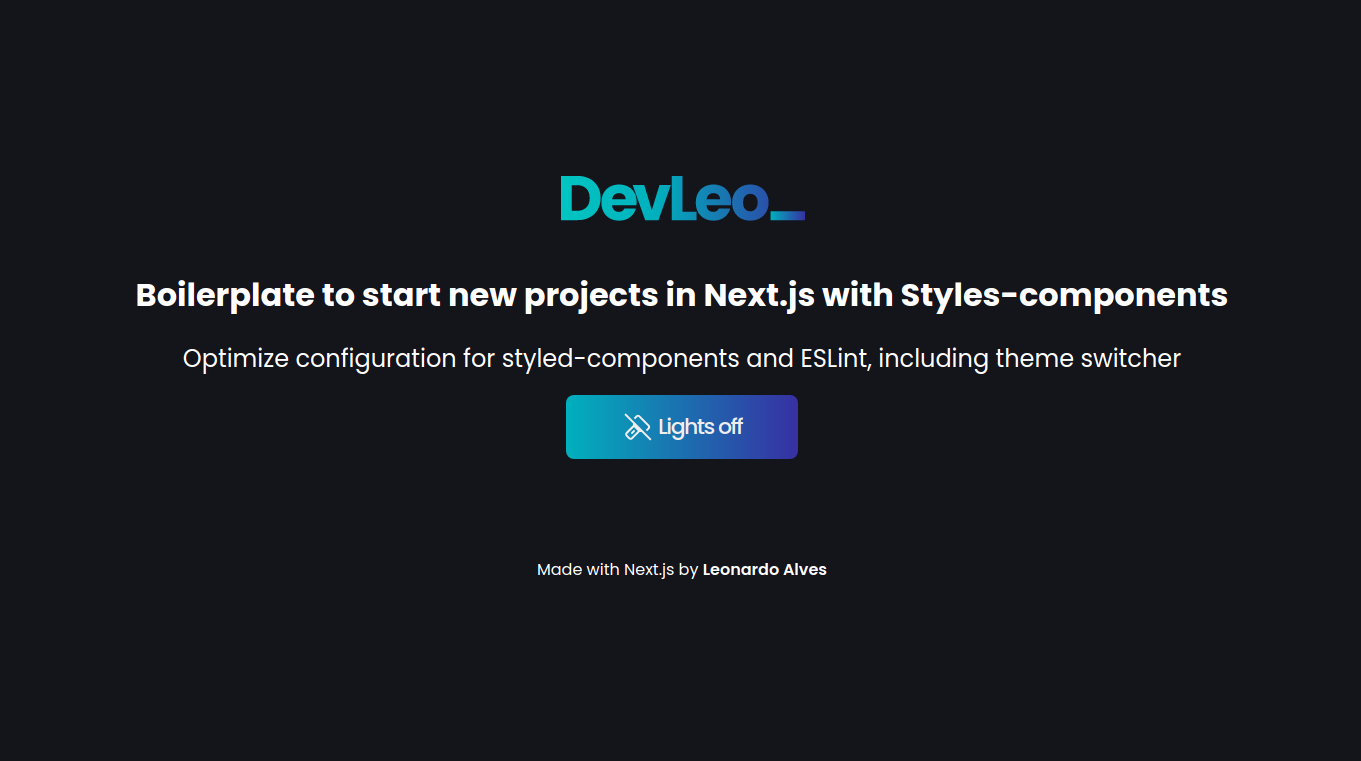 DevLeo_
Boilerplate to start new projects in Next.js with Styles-components
Optimize configuration for styled-components and ESLint, including theme switcher
Lights off
Made with Next.js by Leonardo Alves